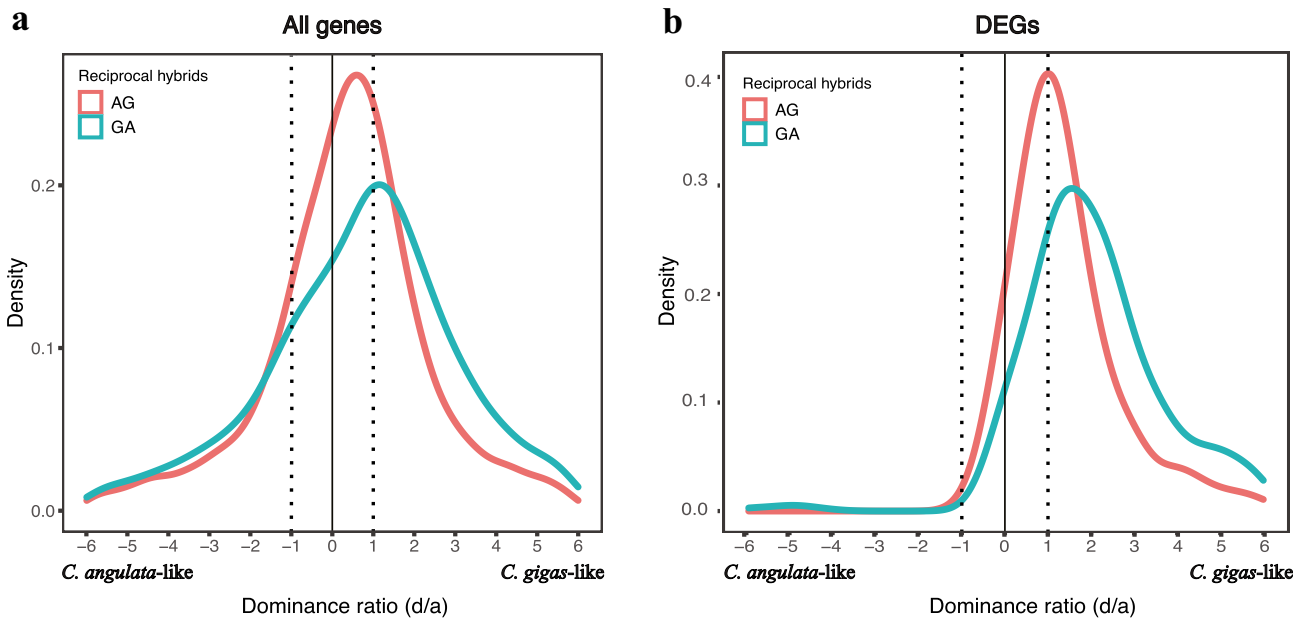 a
All genes
Reciprocal hybrids
AG
GA
Density
0.2
0.1
0.0
−6 −5 −4 −3 −2 −1 0 1 2 3 4 5 6
C. angulata-like C. gigas-like
Dominance ratio (d/a)
b
DEGs
Reciprocal hybrids
AG
GA
Density
0.4
0.3
0.2
0.1
0.0
−6 −5 −4 −3 −2 −1 0 1 2 3 4 5 6
C. angulata-like C. gigas-like
Dominance ratio (d/a)